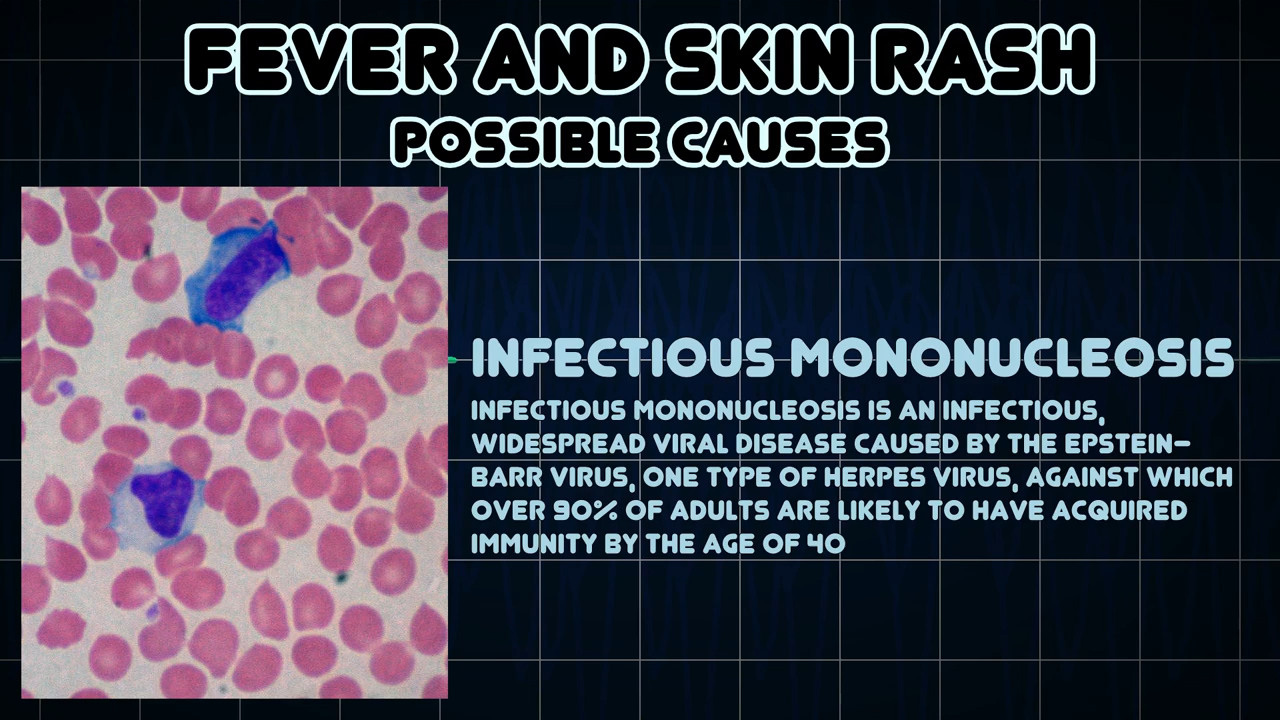 FEVER AND SKIN RASH
POSSIBLE CAUSES
INFECTIOUS MONONUCLEOSIS
INFECTIOUS MONONUCLEOSIS IS AN INFECTIOUS,
WIDESPREAD VIRAL DISEASE CAUSED BY THE EPSTEIN-
BARR VIRUS, ONE TYPE OF HERPES VIRUS, AGAINST WHICH
OVER 90% OF ADULTS ARE LIKELY TO HAVE ACQUIRED
IMMUNITY BY THE AGE OF 40